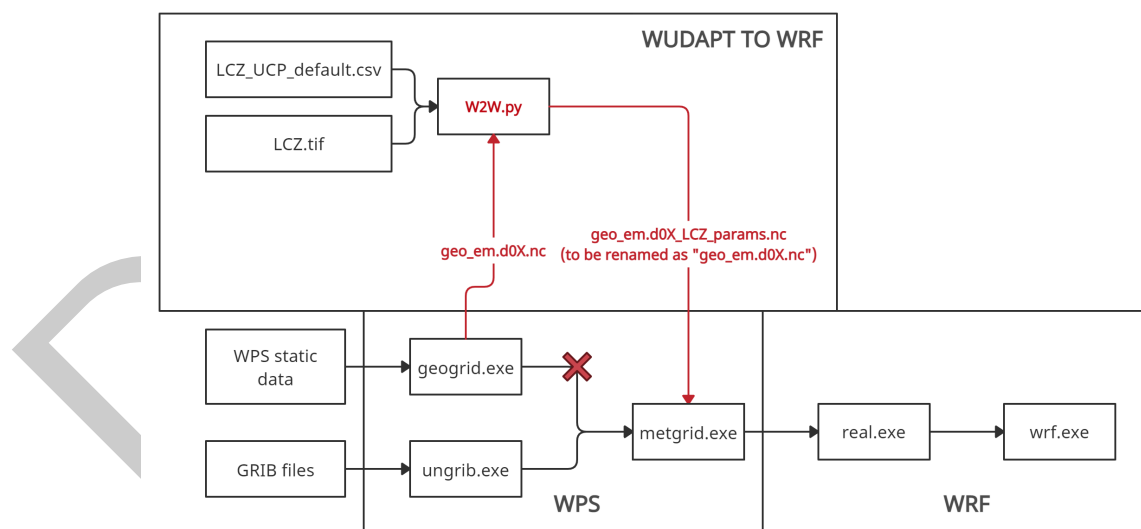 WUDAPT TO WRF
LCZ_UCP_default.csv
W2W.py
LCZ.tif
geo_em.d0X.nc
geo_em.d0X_LCZ_params.nc
(to be renamed as "geo_em.d0X.nc")
WPS static
data
geogrid.exe
metgrid.exe
real.exe
wrf.exe
GRIB files
ungrib.exe
WPS
WRF